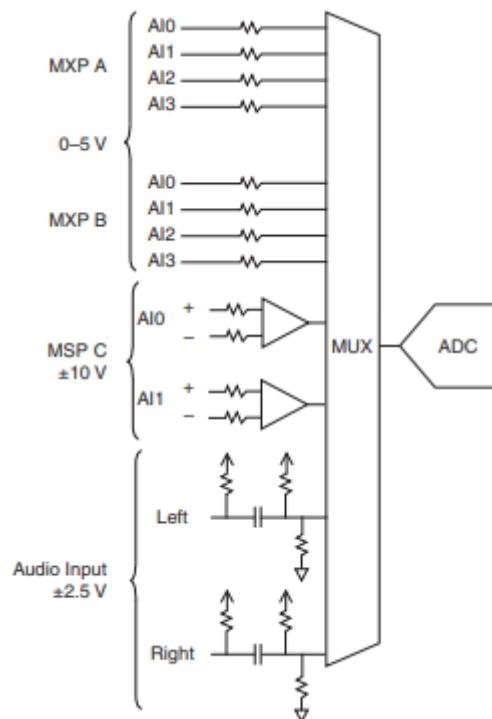 MXP A
AI0
AI1
AI2
AI3
0–5 V
MXP B
AI0
AI1
AI2
AI3
MSP C
±10 V
AI0
+
–
AI1
+
–
Audio Input
±2.5 V
Left
Right
MUX
ADC